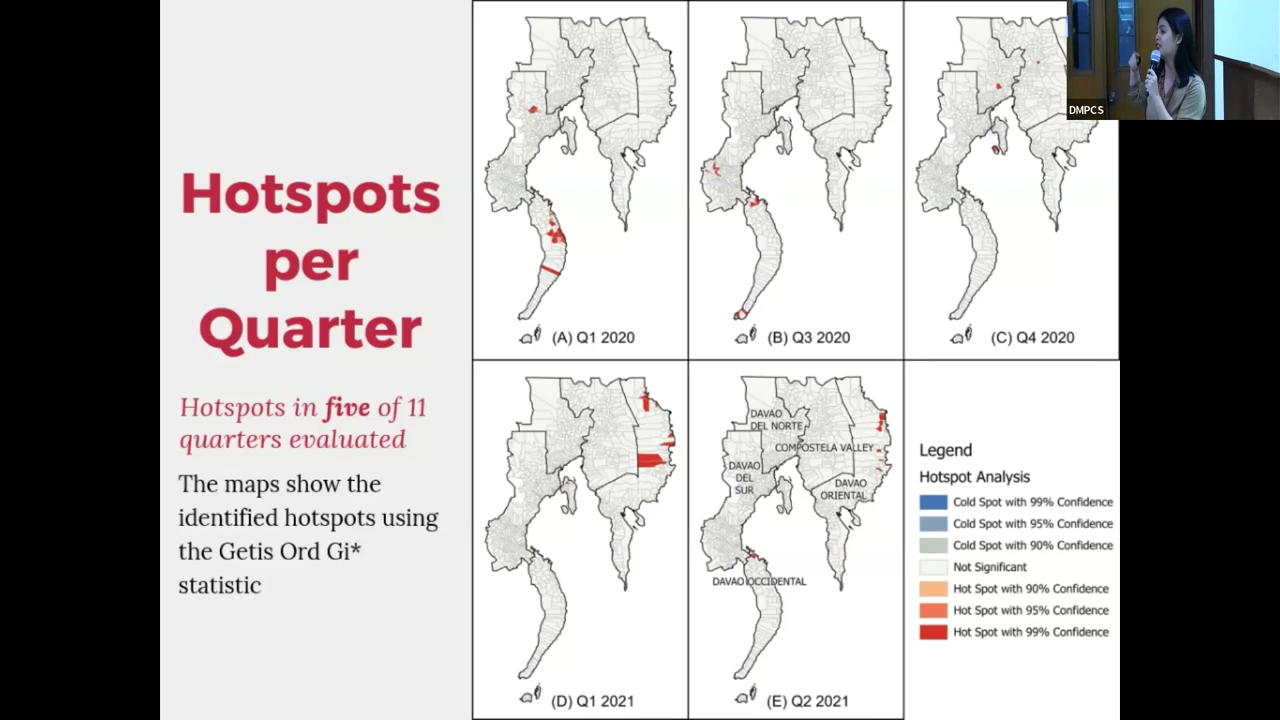 Hotspots
per
Quarter
Hotspots in five of 11
quarters evaluated
The maps show the
identified hotspots using
the Getis Ord Gi*
statistic
(A) Q1 2020
(B) Q3 2020
(C) Q4 2020
DMPCS
DAVAO
DEL NORTE
COMPOSTELA VALLEY
DAVAO
DEL
SUR
DAVAO
ORIENTAL
DAVAO OCCIDENTAL
(D) Q1 2021
(E) Q2 2021
Legend
Hotspot Analysis
Cold Spot with 99% Confidence
Cold Spot with 95% Confidence
Cold Spot with 90% Confidence
Not Significant
Hot Spot with 90% Confidence
Hot Spot with 95% Confidence
Hot Spot with 99% Confidence